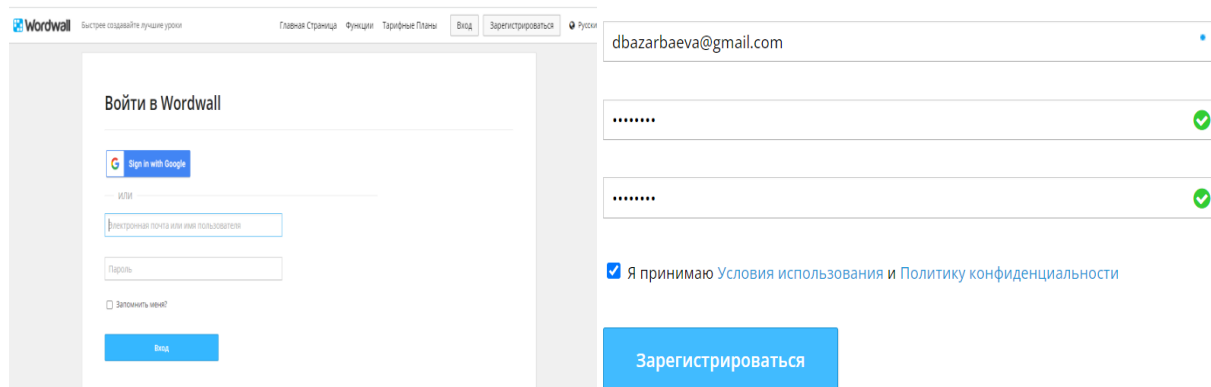 Wordwall Быстрее создавайте лучшие уроки Главная Страница Функции Тарифные Планы Вход Зарегистрироваться Русски
Войти в Wordwall
Sign in with Google
или
Электронная почта или имя пользователя
Пароль
Запомнить меня?
Вход
dbazarbaeva@gmail.com
••••••••
••••••••
Я принимаю Условия использования и Политику конфиденциальности
Зарегистрироваться